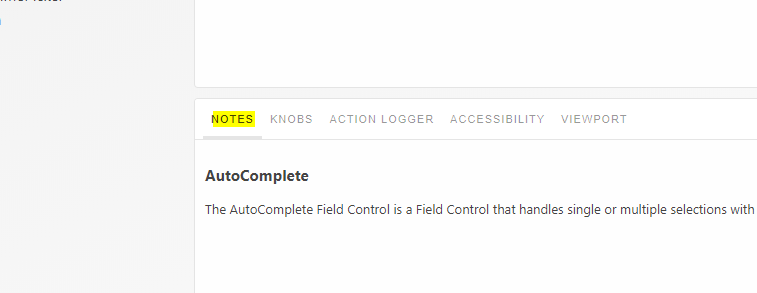 NOTES KNOBS ACTION LOGGER ACCESSIBILITY VIEWPORT
AutoComplete
The AutoComplete Field Control is a Field Control that handles single or multiple selections with